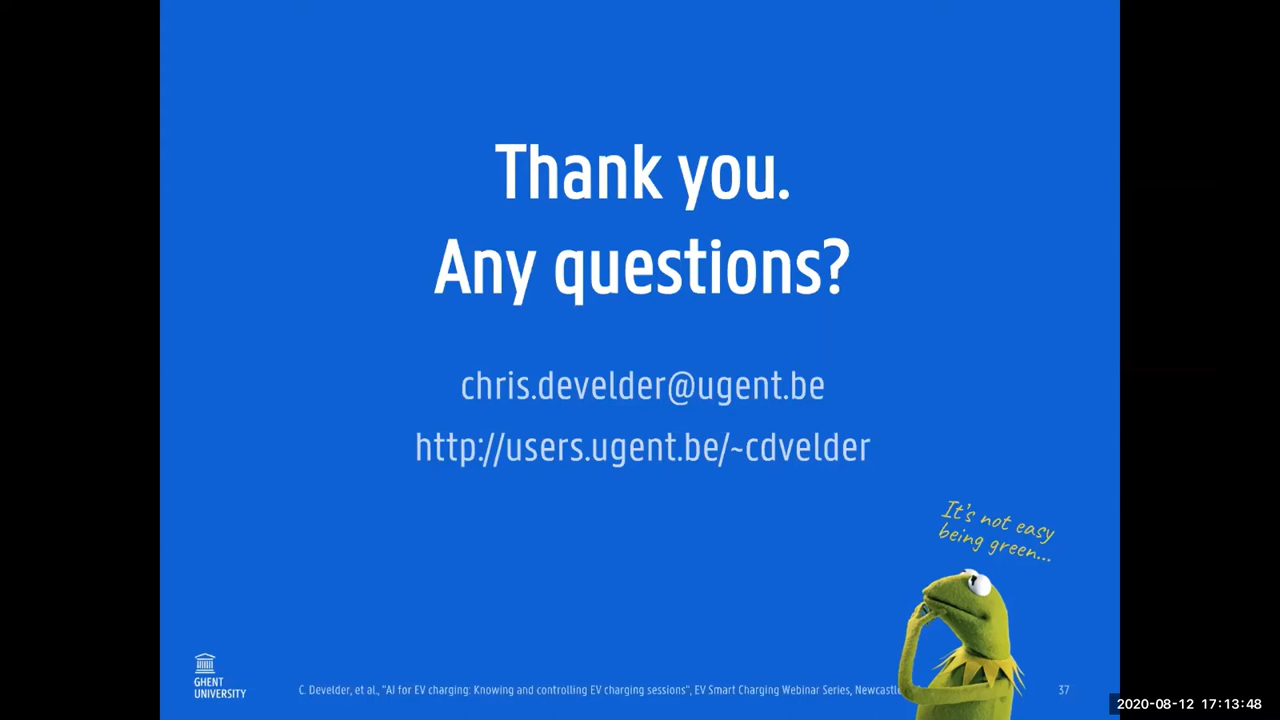 Thank you.
Any questions?
chris.develder@ugent.be
http://users.ugent.be/~cdvelder
It's not easy
being green...
GHENT
UNIVERSITY
C. Develder, et al., "AI for EV charging: Knowing and controlling EV charging sessions", EV Smart Charging Webinar Series,
37
2020-08-12 17:13:48